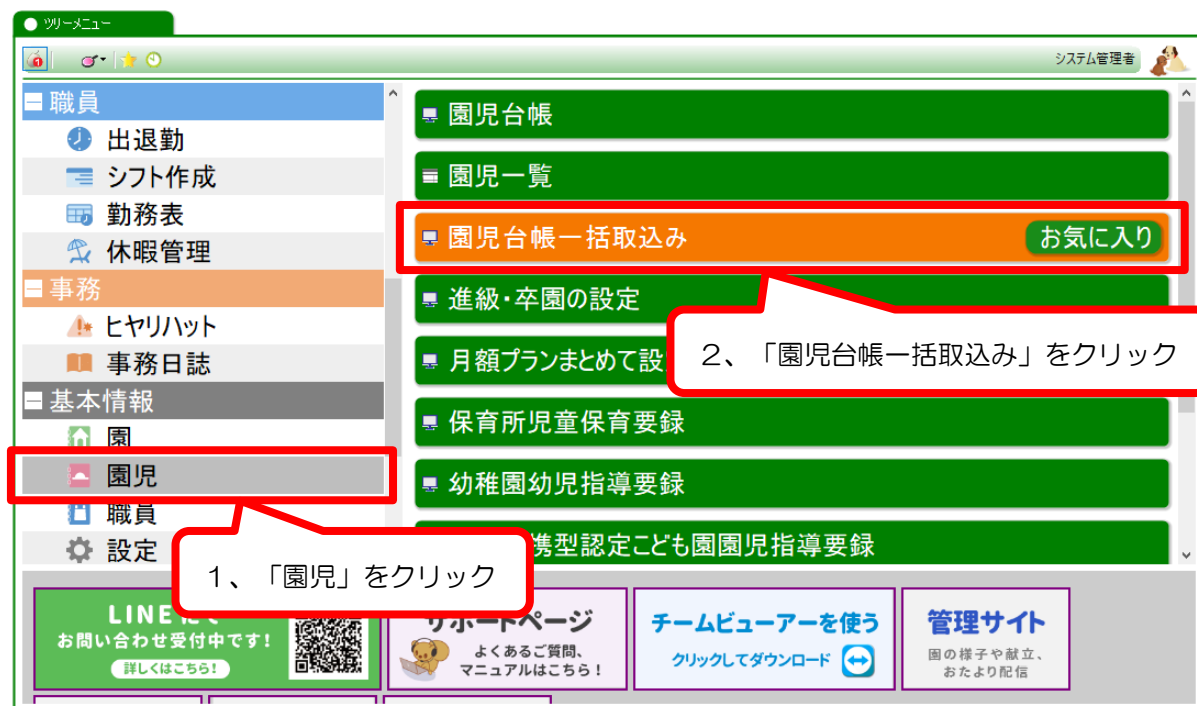 ツリーメニュー
システム管理者
職員
出退勤
シフト作成
勤務表
休暇管理
事務
ヒヤリハット
事務日誌
基本情報
園
園児
職員
設定
園児台帳
園児一覧
園児台帳一括取込み
お気に入り
進級・卒園の設定
月額プランまとめて設
保育所児童保育要録
幼稚園幼児指導要録
携型認定こども園園児指導要録
2、「園児台帳一括取込み」をクリック
1、「園児」をクリック
LINEにて
お問い合わせ受付中です!
詳しくはこちら!
サポートページ
よくあるご質問、
マニュアルはこちら!
チームビューアーを使う
クリックしてダウンロード
管理サイト
園の様子や献立、
おたより配信